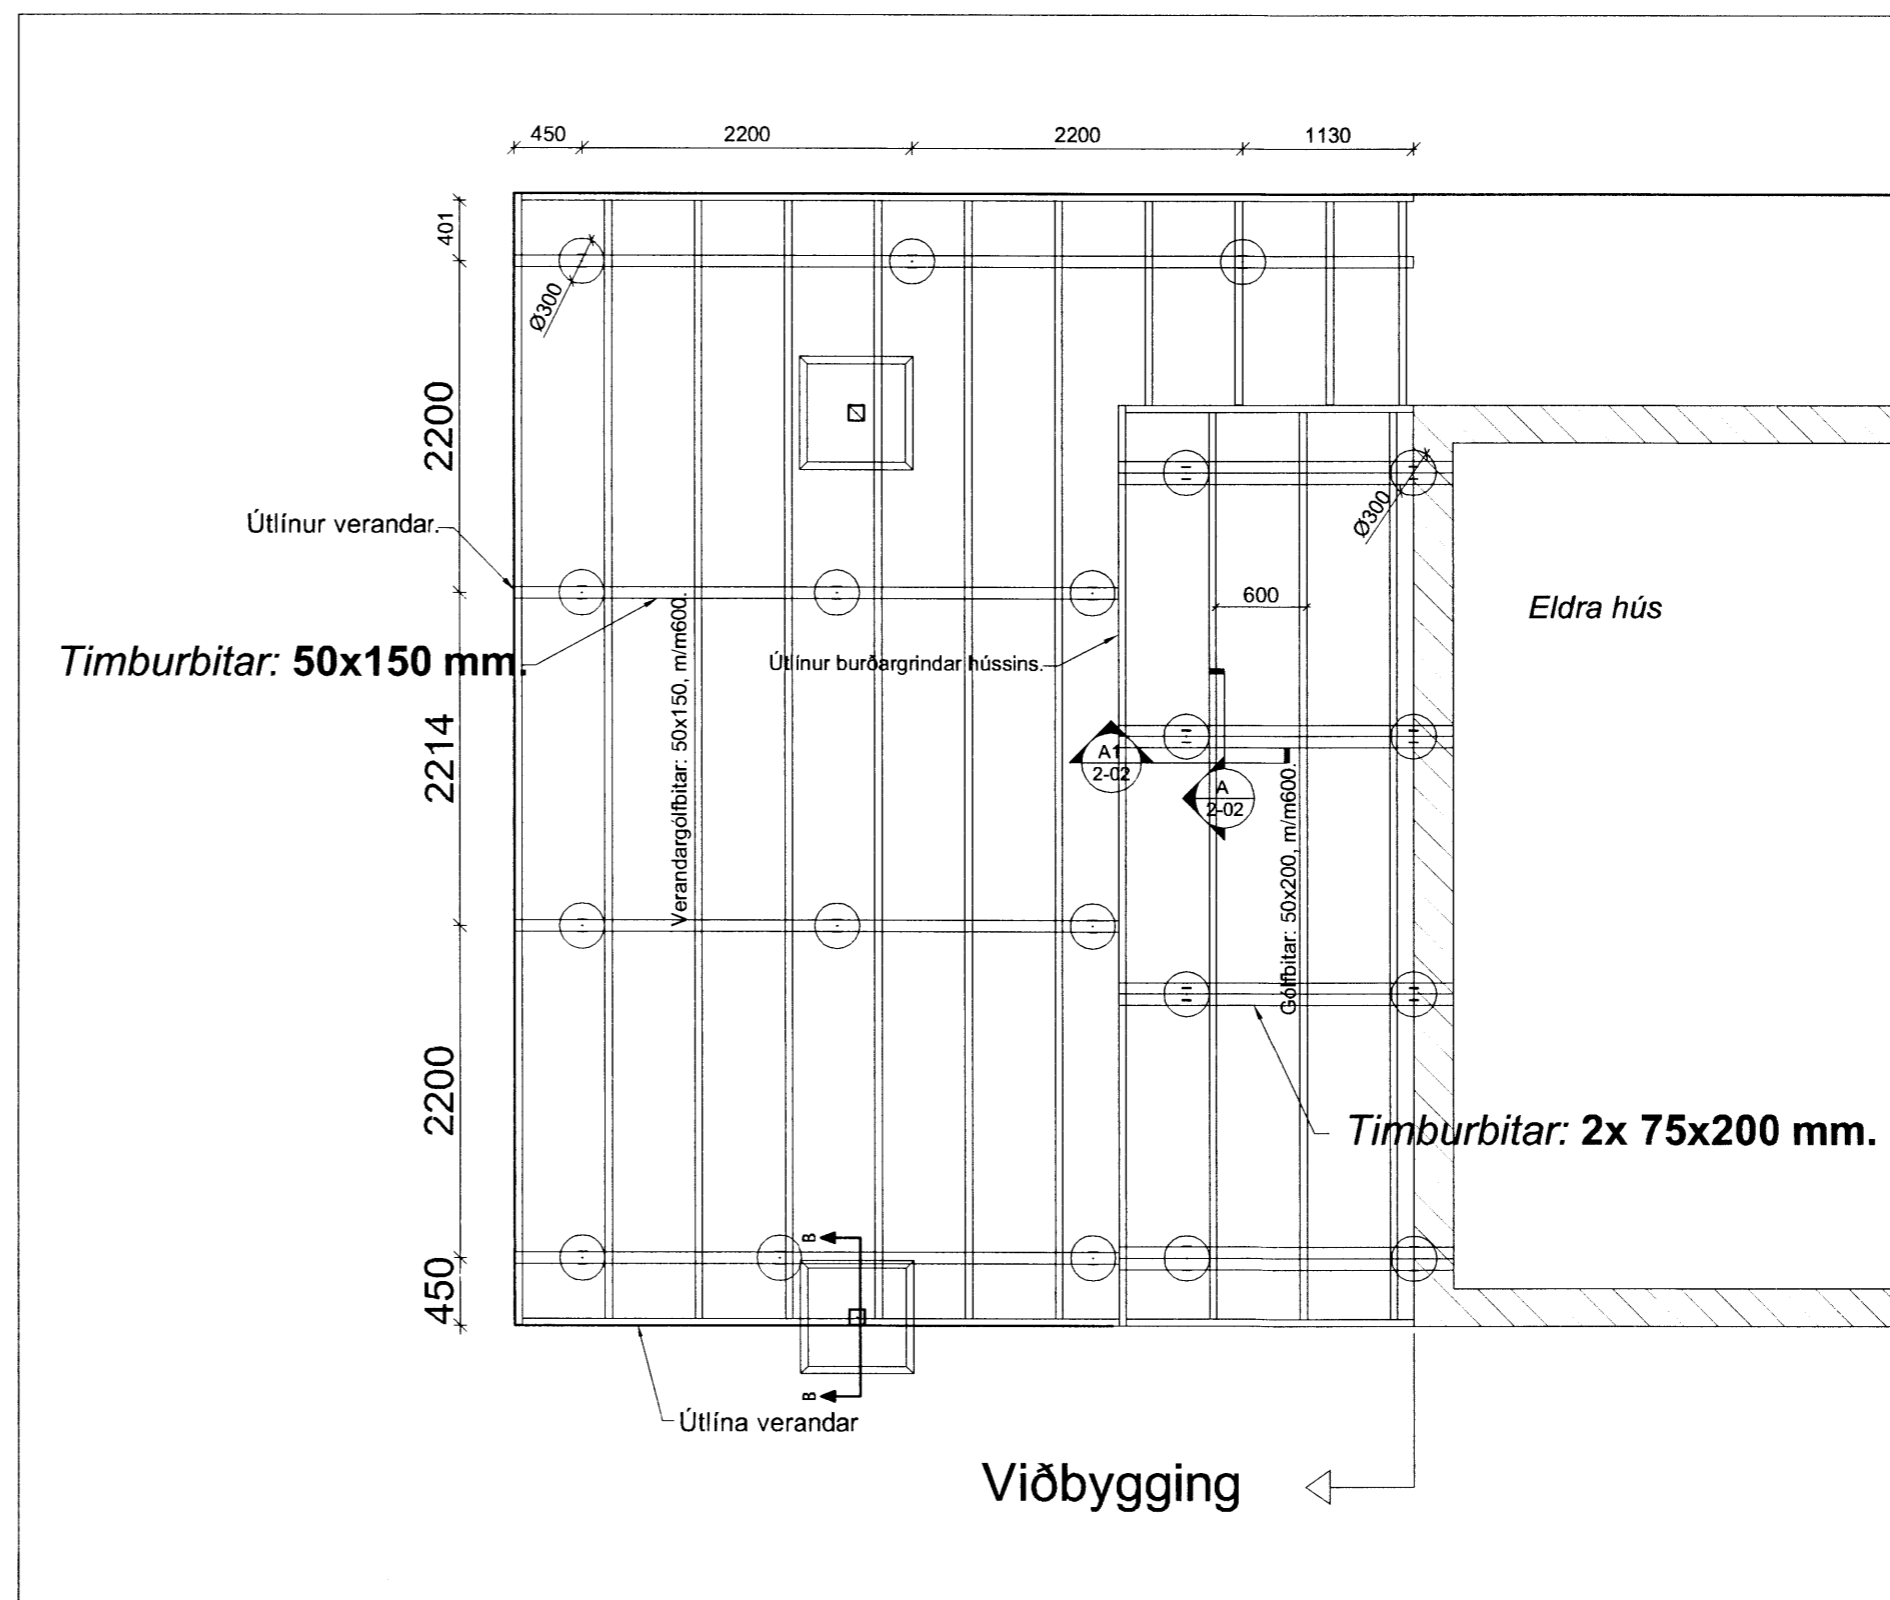 450 2200 2200 1130
401
Ø300
2200
Ø300
Útlínur verandar.
600
Eldra hús
Timburbitar: 50x150 mm.
Útlínur burðargrindar hússins.
Verandargólfbitar: 50x150, m/m600.
2214
A1
2-02
A
2-02
Gólfbitar: 50x200, m/m600.
2200
Timburbitar: 2x 75x200 mm.
B
450
B
Útlína verandar
Viðbygging